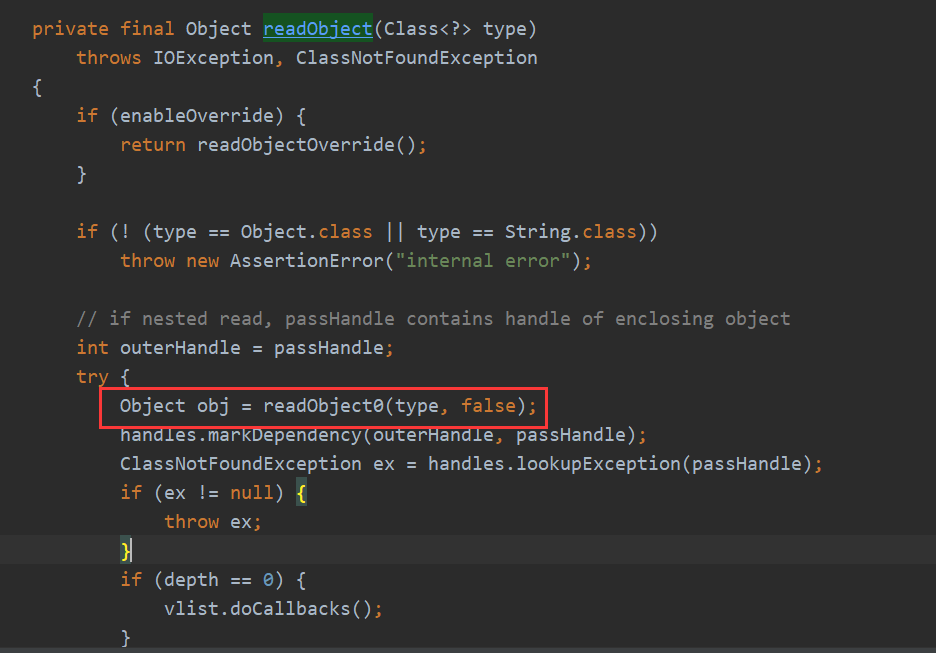 private final Object readObject(Class<?> type)
    throws IOException, ClassNotFoundException
{
    if (enableOverride) {
        return readObjectOverride();
    }

    if (! (type == Object.class || type == String.class))
        throw new AssertionError("internal error");

    // if nested read, passHandle contains handle of enclosing object
    int outerHandle = passHandle;
    try {
        Object obj = readObject0(type, false);
        handles.markDependency(outerHandle, passHandle);
        ClassNotFoundException ex = handles.lookupException(passHandle);
        if (ex != null) {
            throw ex;
        }
        if (depth == 0) {
            vlist.doCallbacks();
        }